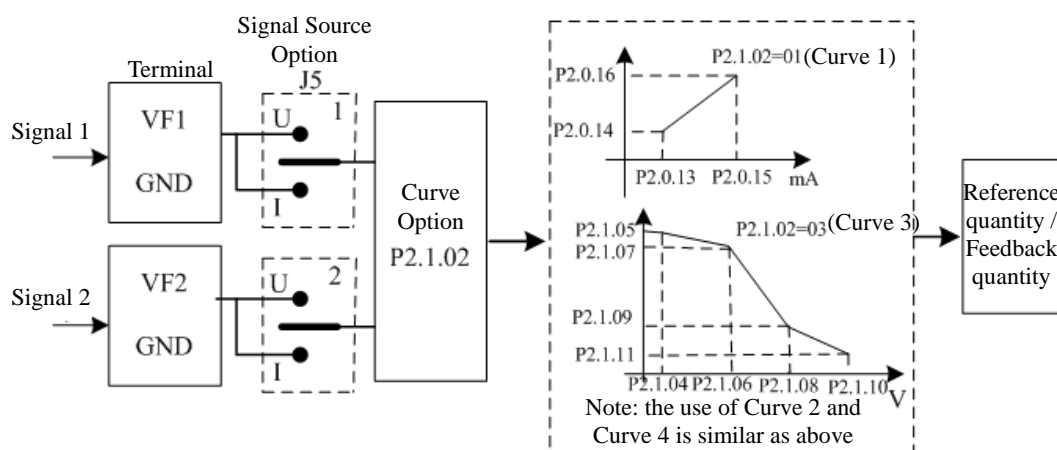 Signal Source
Option
J5
Terminal
Signal 1
VF1
GND
U
1
I
Signal 2
VF2
GND
U
2
I
Curve
Option
P2.1.02
P2.0.16
P2.1.02=01(Curve 1)
P2.0.14
P2.0.13
P2.0.15
mA
P2.1.05
P2.1.02=03(Curve 3)
P2.1.07
P2.1.09
P2.1.11
P2.1.04
P2.1.06
P2.1.08
P2.1.10
V
Note: the use of Curve 2 and
Curve 4 is similar as above
Reference
quantity /
Feedback
quantity